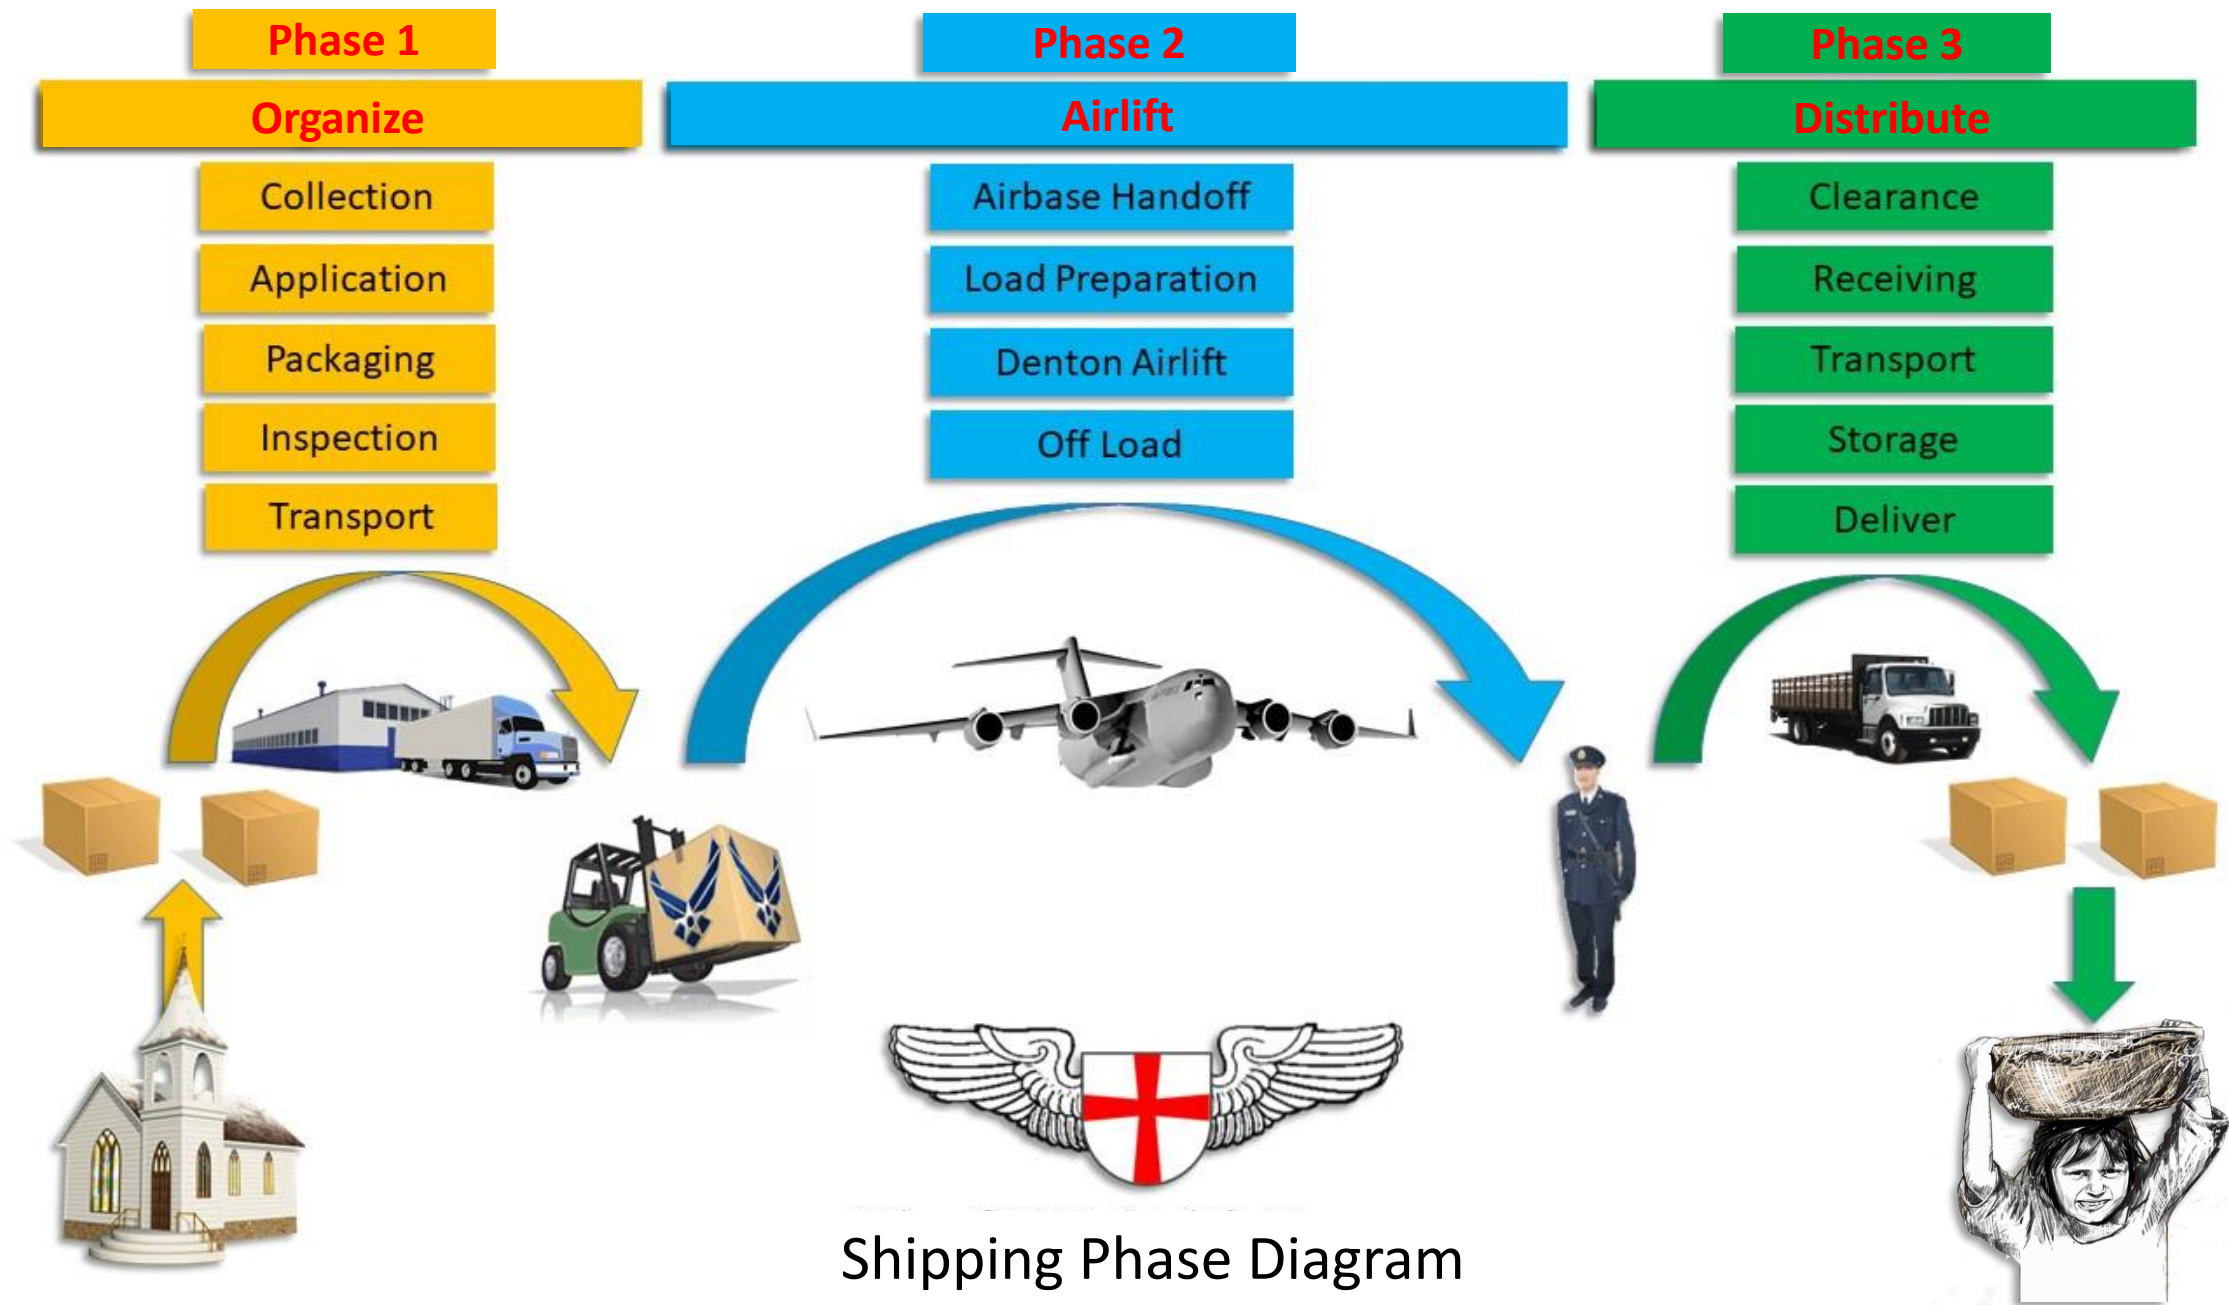 Phase 1
Organize
Collection
Application
Packaging
Inspection
Transport
Phase 2
Airlift
Airbase Handoff
Load Preparation
Denton Airlift
Off Load
Phase 3
Distribute
Clearance
Receiving
Transport
Storage
Deliver
Shipping Phase Diagram